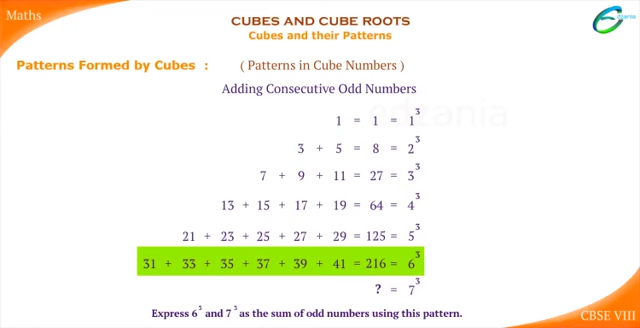 Maths
edzania
CUBES AND CUBE ROOTS
Cubes and their Patterns
Patterns Formed by Cubes : ( Patterns in Cube Numbers )
Adding Consecutive Odd Numbers
edzania
1 = 1 = 1³
3 + 5 = 8 = 2³
7 + 9 + 11 = 27 = 3³
13 + 15 + 17 + 19 = 64 = 4³
21 + 23 + 25 + 27 + 29 = 125 = 5³
31 + 33 + 35 + 37 + 39 + 41 = 216 = 6³
? = 7³
Express 6³ and 7³ as the sum of odd numbers using this pattern.
CBSE VIII